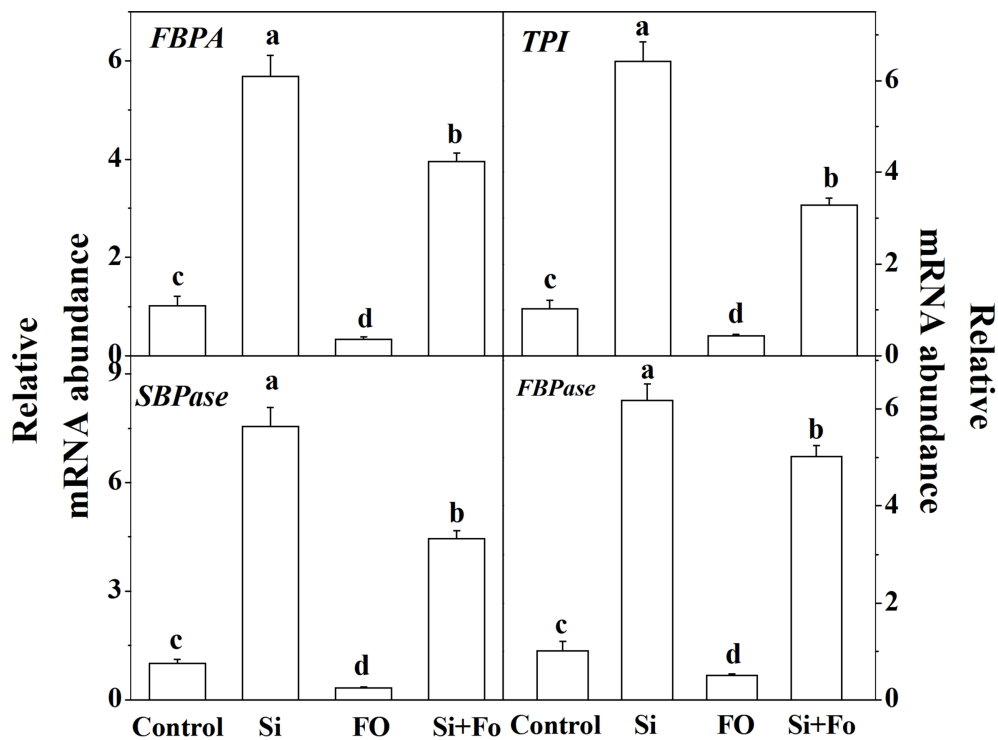 FBPA
a
6
4
2
0
c
d
b
TPI
a
6
4
2
0
c
d
b
Relative
mRNA abundance
Relative
mRNA abundance
SBPase
a
9
6
3
0
c
d
b
FBPase
a
6
4
2
0
c
d
b
Control Si FO Si+Fo Control Si FO Si+Fo